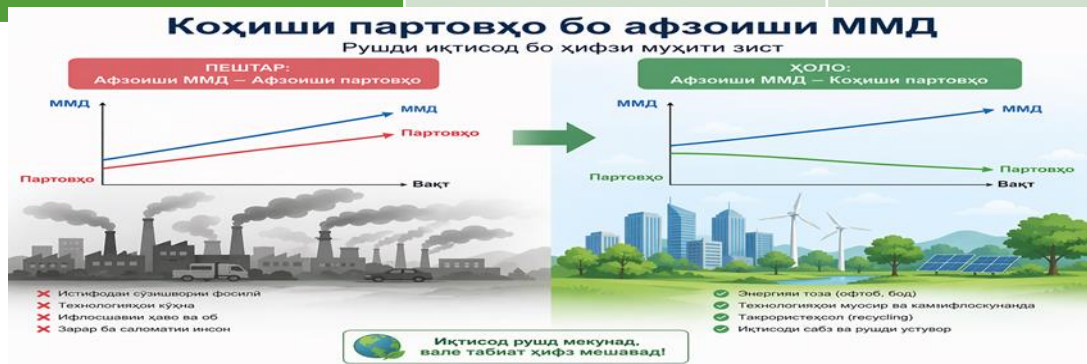 Коҳиши партовҳо бо афзоиши ММД
Рушди иқтисод бо ҳифзи муҳити зист
ПЕШТАР:
Афзоиши ММД – Афзоиши партовҳо
ММД
ММД
Партовҳо
Партовҳо
Вақт
Истифодаи сӯзишвории фосилӣ
Технологияҳои кӯҳна
Ифлосшавии ҳаво ва об
Зарар ба саломатии инсон
ҲОЛО:
Афзоиши ММД – Коҳиши партовҳо
ММД
ММД
Партовҳо
Партовҳо
Вақт
Энергияи тоза (офтоб, бод)
Технологияҳои муосир ва камзифлоскунанда
Такрористеҳсол (recycling)
Иқтисоди сабз ва рушди устувор
Иқтисод рушд мекунад,
вале табиат ҳифз мешавад!